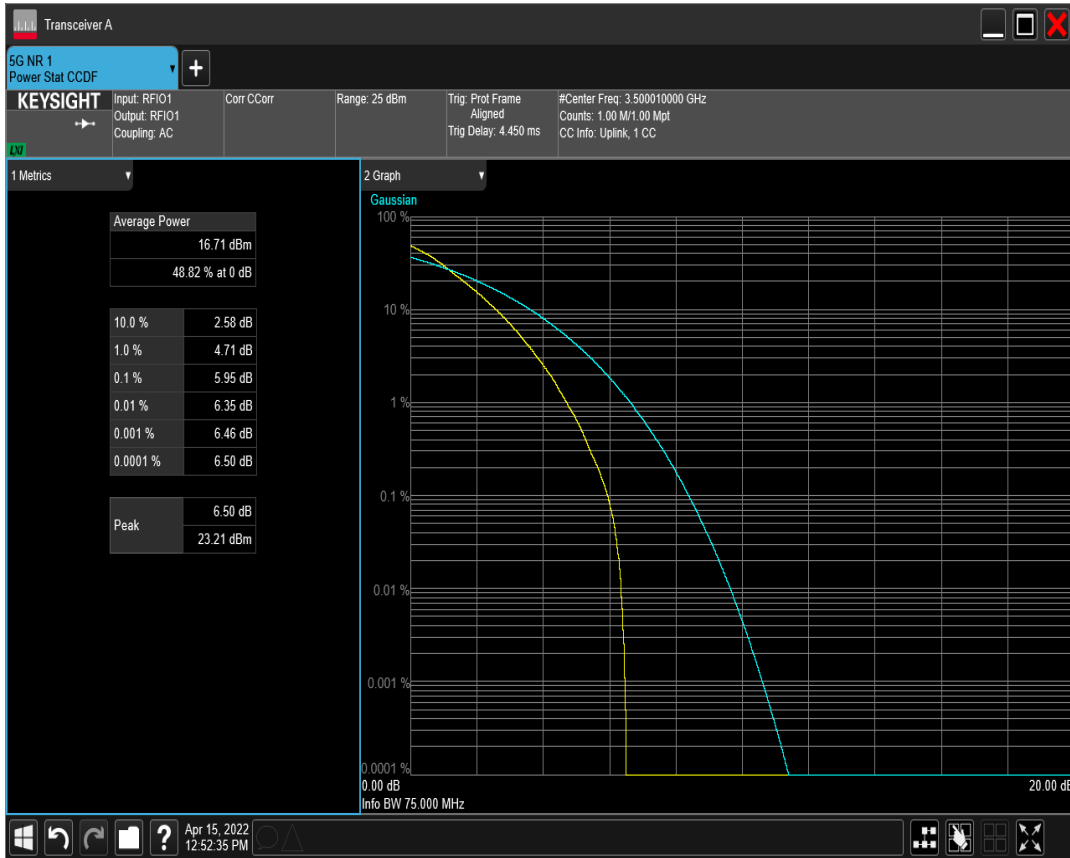 Transceiver A
5G NR 1
Power Stat CCDF
KEYSIGHT
LXI
Input: RFIO1
Output: RFIO1
Coupling: AC
Corr CCorr
Range: 25 dBm
Trig: Prot Frame
Aligned
Trig Delay: 4.450 ms
#Center Freq: 3.500010000 GHz
Counts: 1.00 M/1.00 Mpt
CC Info: Uplink, 1 CC
1 Metrics
Average Power
16.71 dBm
48.82 % at 0 dB
10.0 % 2.58 dB
1.0 % 4.71 dB
0.1 % 5.95 dB
0.01 % 6.35 dB
0.001 % 6.46 dB
0.0001 % 6.50 dB
Peak
6.50 dB
23.21 dBm
2 Graph
Gaussian
100 %
10 %
1 %
0.1 %
0.01 %
0.001 %
0.0001 %
0.00 dB 20.00 dB
Info BW 75.000 MHz
Apr 15, 2022
12:52:35 PM